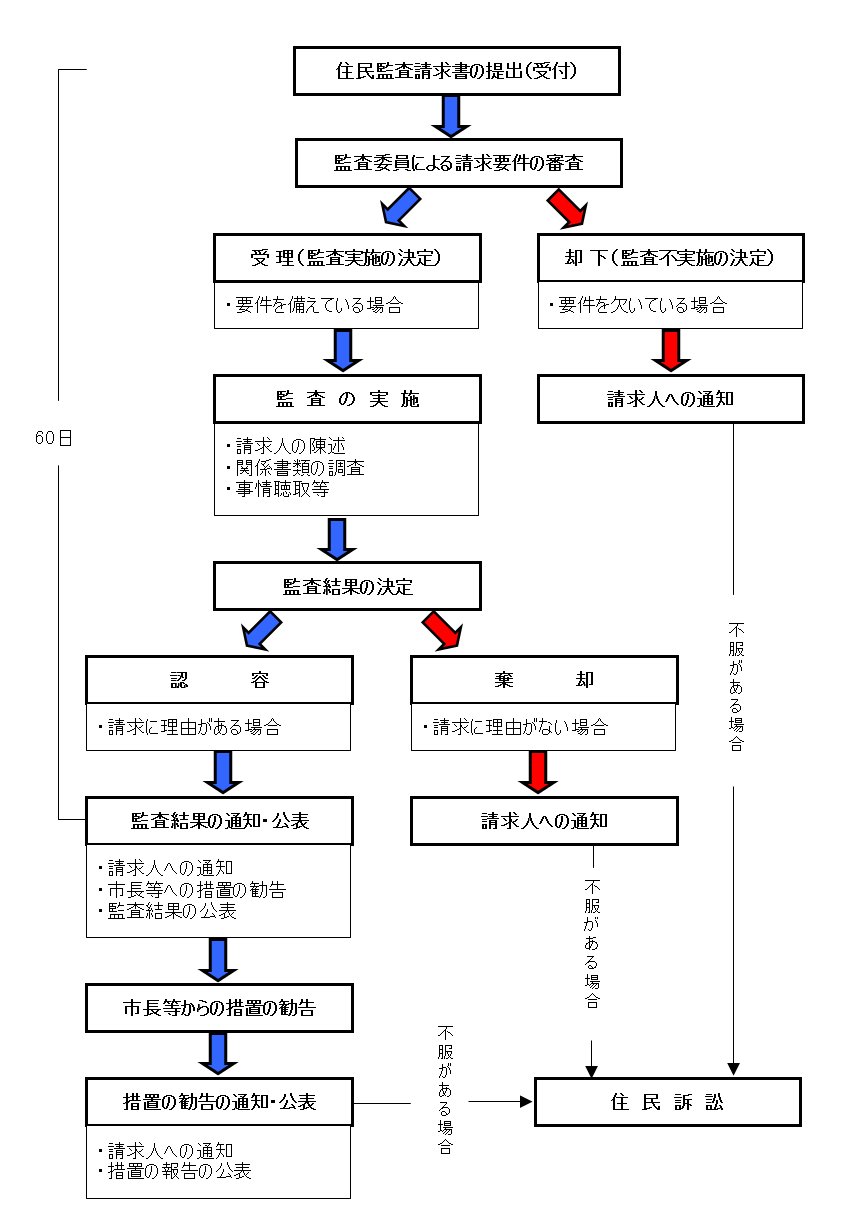 住民監査請求書の提出(受付)
監査委員による請求要件の審査
受 理(監査実施の決定)
・要件を備えている場合
却 下(監査不実施の決定)
・要件を欠いている場合
監 査 の 実 施
・請求人の陳述
・関係書類の調査
・事情聴取等
請求人への通知
60日
監査結果の決定
認 容
・請求に理由がある場合
棄 却
・請求に理由がない場合
不服がある場合
監査結果の通知・公表
・請求人への通知
・市長等への措置の勧告
・監査結果の公表
請求人への通知
不服がある場合
市長等からの措置の勧告
措置の勧告の通知・公表
・請求人への通知
・措置の報告の公表
不服がある場合
住 民 訴 訟